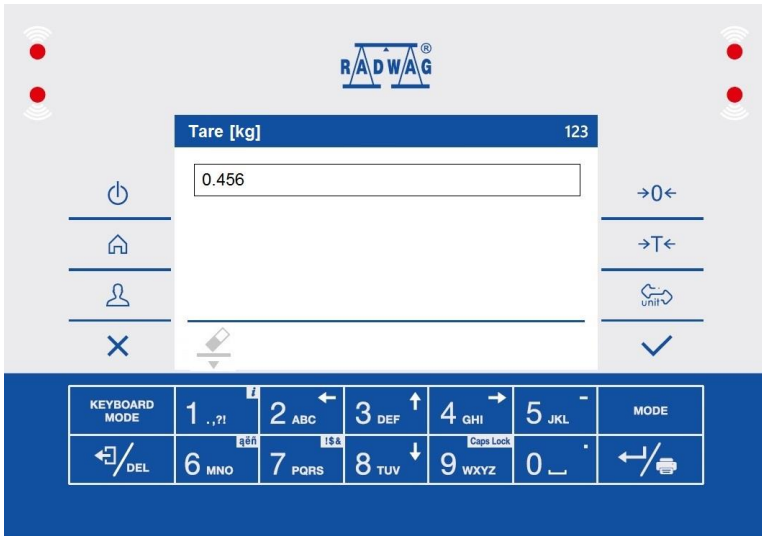 RADWAG®
Tare [kg] 123
0.456
→0←
→T←
unit
KEYBOARD MODE
1 .,?! i
2 ABC ←
3 DEF ↑
4 GHI →
5 JKL -
MODE
DEL
6 MNO ąëñ
7 PQRS !$&
8 TUV ↓
9 WXYZ Caps Lock
0 ⎵ .